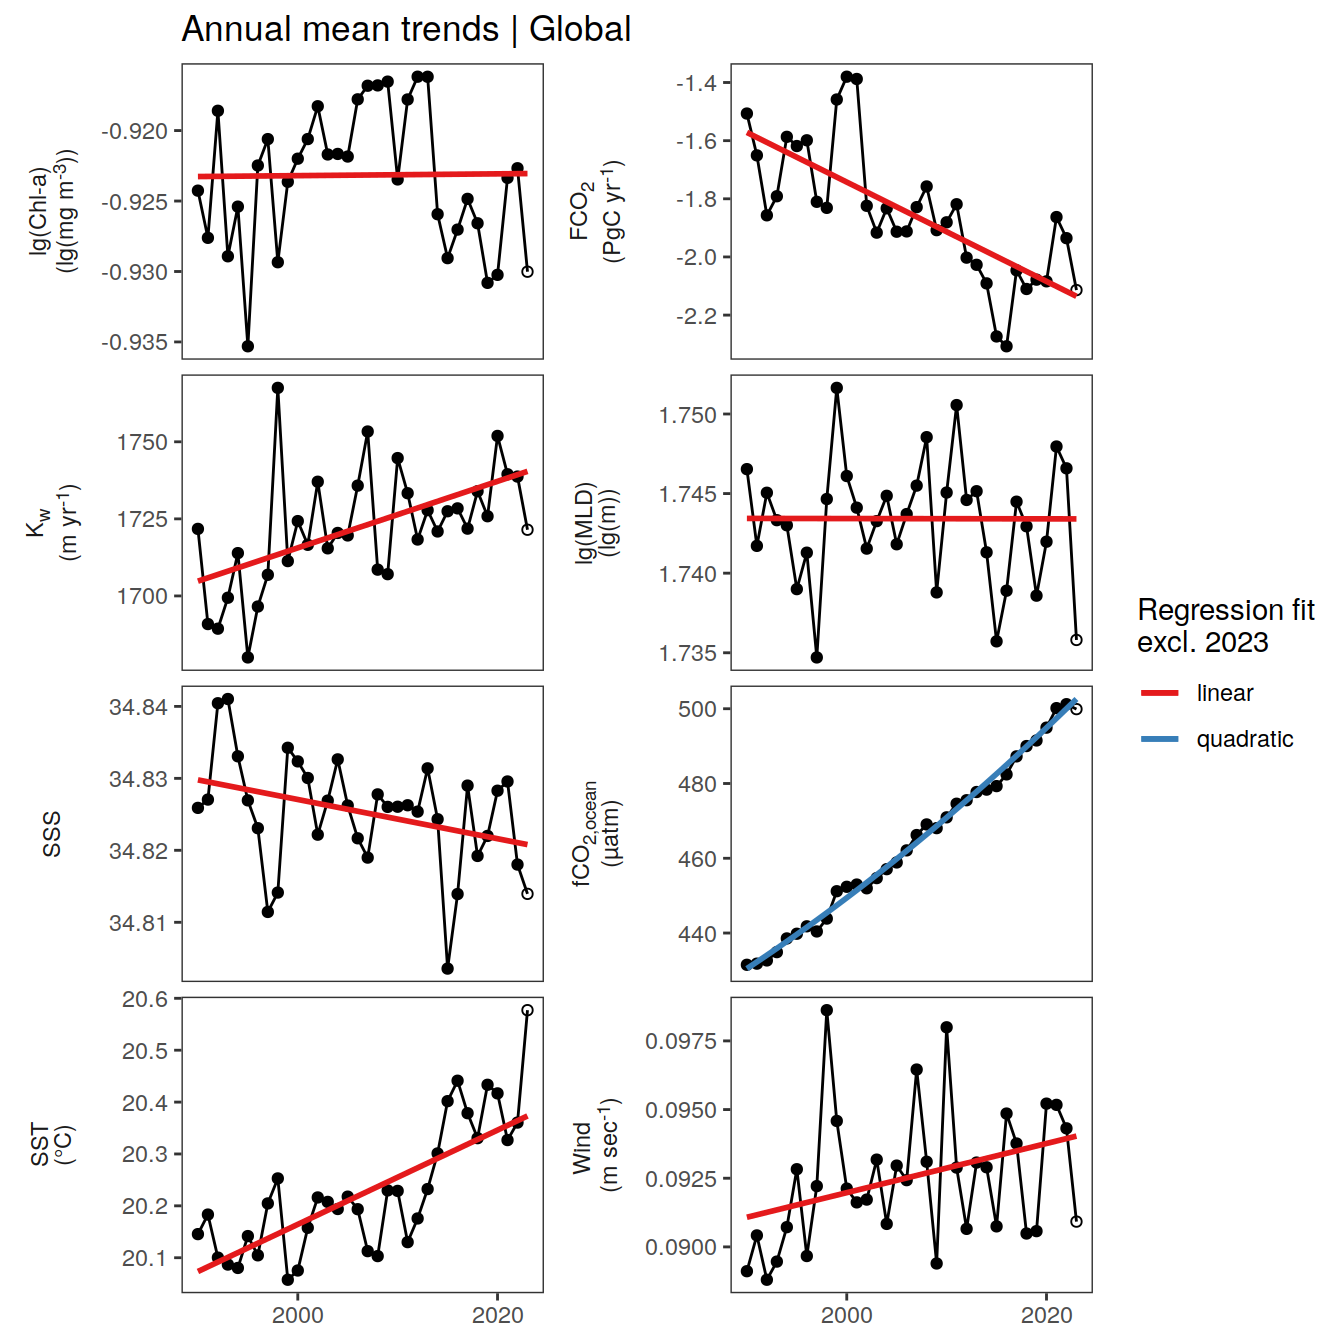 Annual mean trends | Global
lg(Chl-a)
(lg(mg m-3))
-0.920
-0.925
-0.930
-0.935
FCO2
(PgC yr-1)
-1.4
-1.6
-1.8
-2.0
-2.2
Kw
(m yr-1)
1750
1725
1700
lg(MLD)
(lg(m))
1.750
1.745
1.740
1.735
SSS
34.84
34.83
34.82
34.81
fCO2,ocean
(µatm)
500
480
460
440
SST
(°C)
20.6
20.5
20.4
20.3
20.2
20.1
2000
2020
Wind
(m sec-1)
0.0975
0.0950
0.0925
0.0900
2000
2020
Regression fit
excl. 2023
linear
quadratic